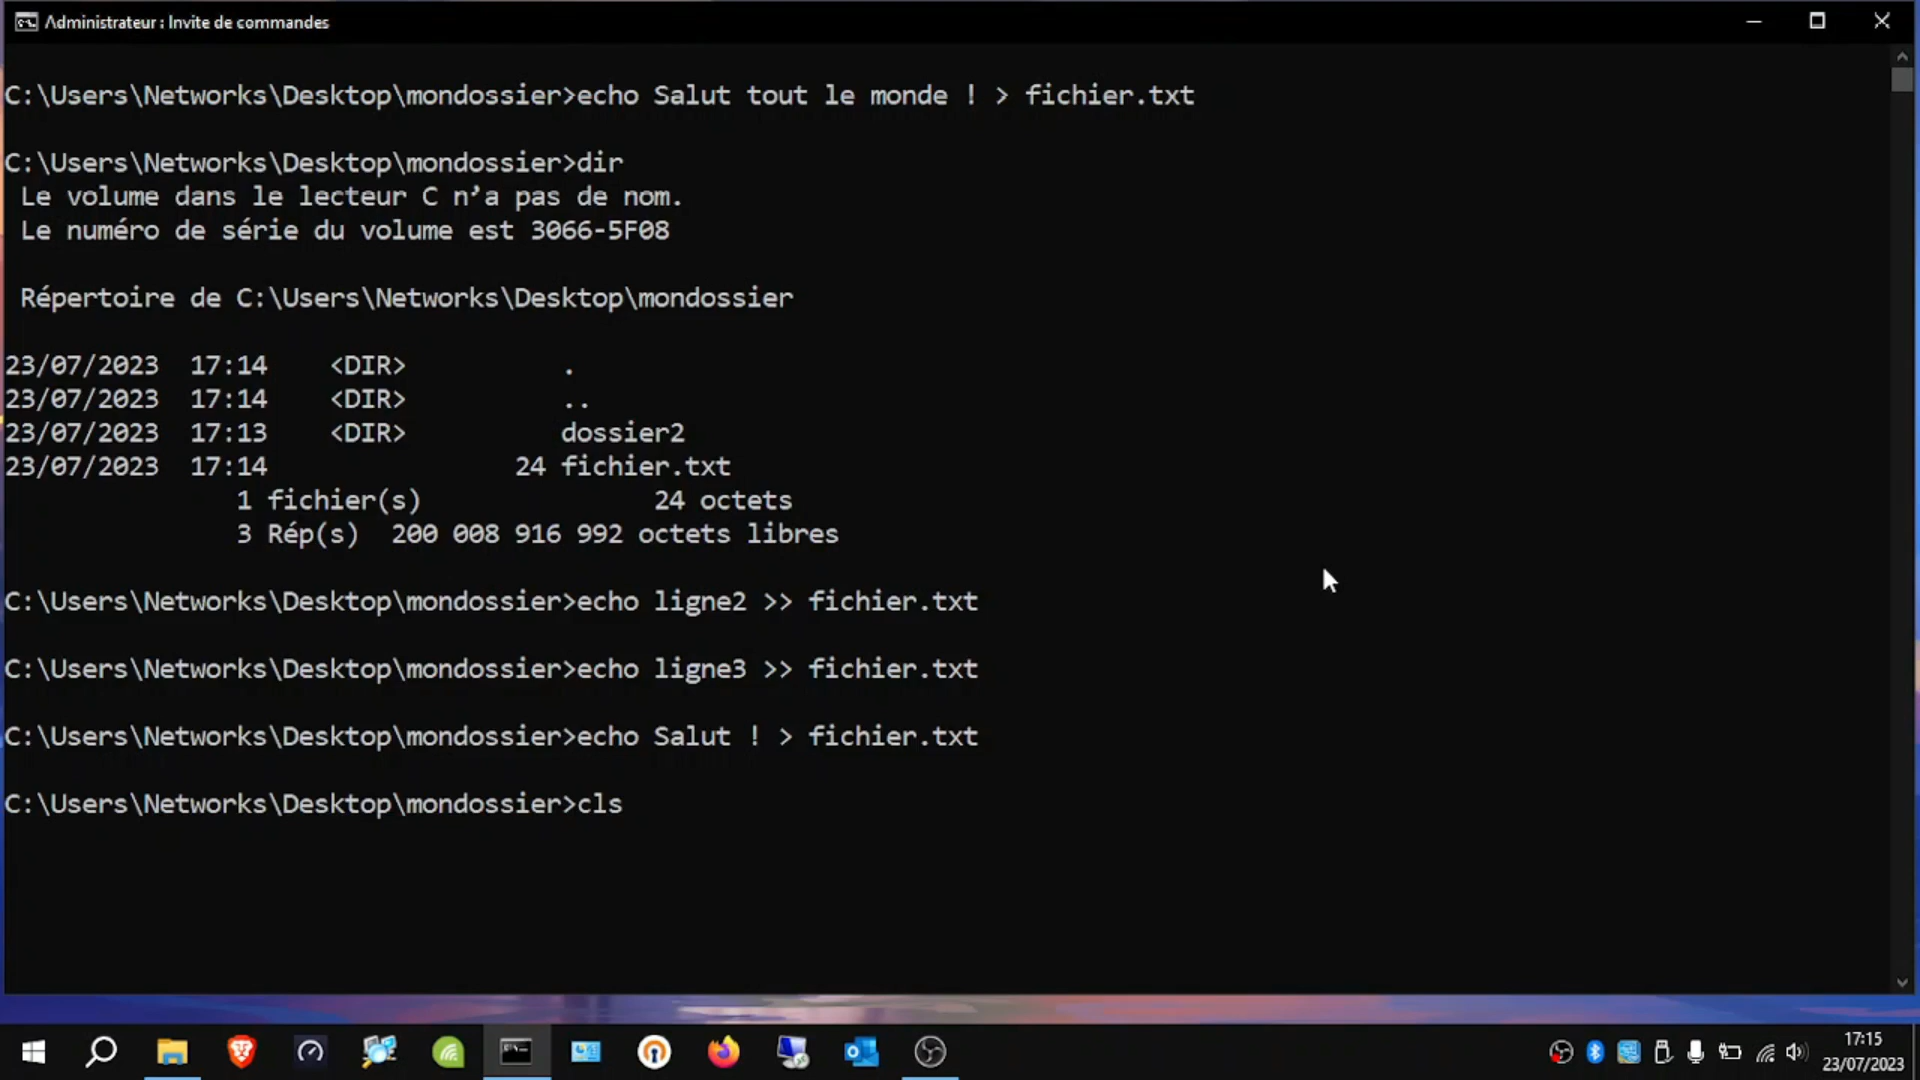 Administrateur : Invite de commandes
C:\Users\Networks\Desktop\mondossier>echo Salut tout le monde ! > fichier.txt
C:\Users\Networks\Desktop\mondossier>dir
Le volume dans le lecteur C n’a pas de nom.
Le numéro de série du volume est 3066-5F08
Répertoire de C:\Users\Networks\Desktop\mondossier
23/07/2023  17:14    <DIR>          .
23/07/2023  17:14    <DIR>          ..
23/07/2023  17:13    <DIR>          dossier2
23/07/2023  17:14                24 fichier.txt
1 fichier(s)               24 octets
3 Rép(s)  200 008 916 992 octets libres
C:\Users\Networks\Desktop\mondossier>echo ligne2 >> fichier.txt
C:\Users\Networks\Desktop\mondossier>echo ligne3 >> fichier.txt
C:\Users\Networks\Desktop\mondossier>echo Salut ! > fichier.txt
C:\Users\Networks\Desktop\mondossier>cls
17:15
23/07/2023